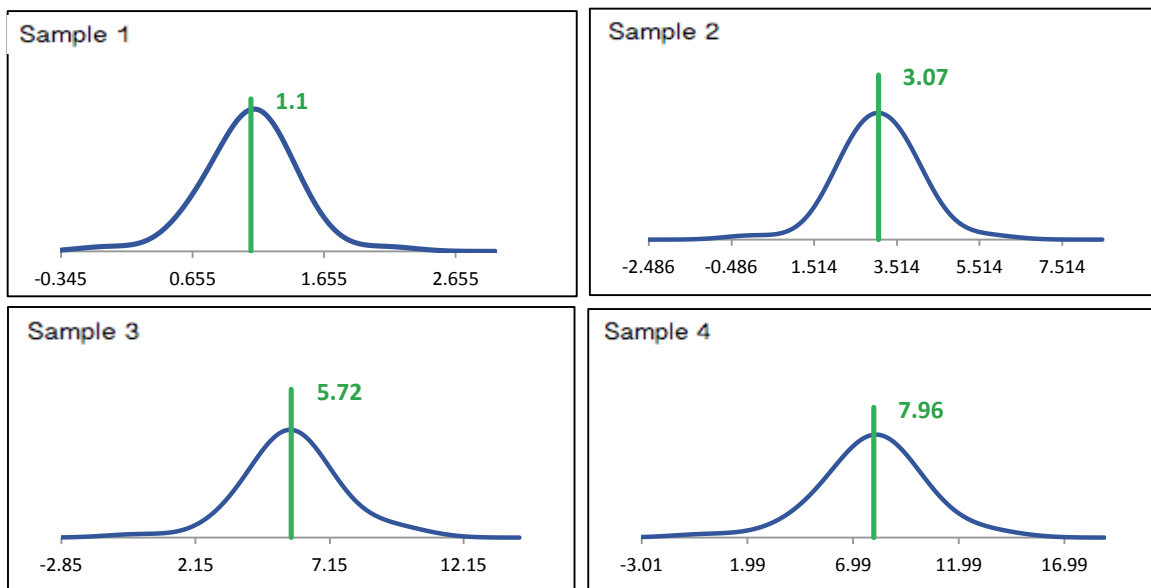 Sample 1
1.1
-0.345 0.655 1.655 2.655
Sample 2
3.07
-2.486 -0.486 1.514 3.514 5.514 7.514
Sample 3
5.72
-2.85 2.15 7.15 12.15
Sample 4
7.96
-3.01 1.99 6.99 11.99 16.99